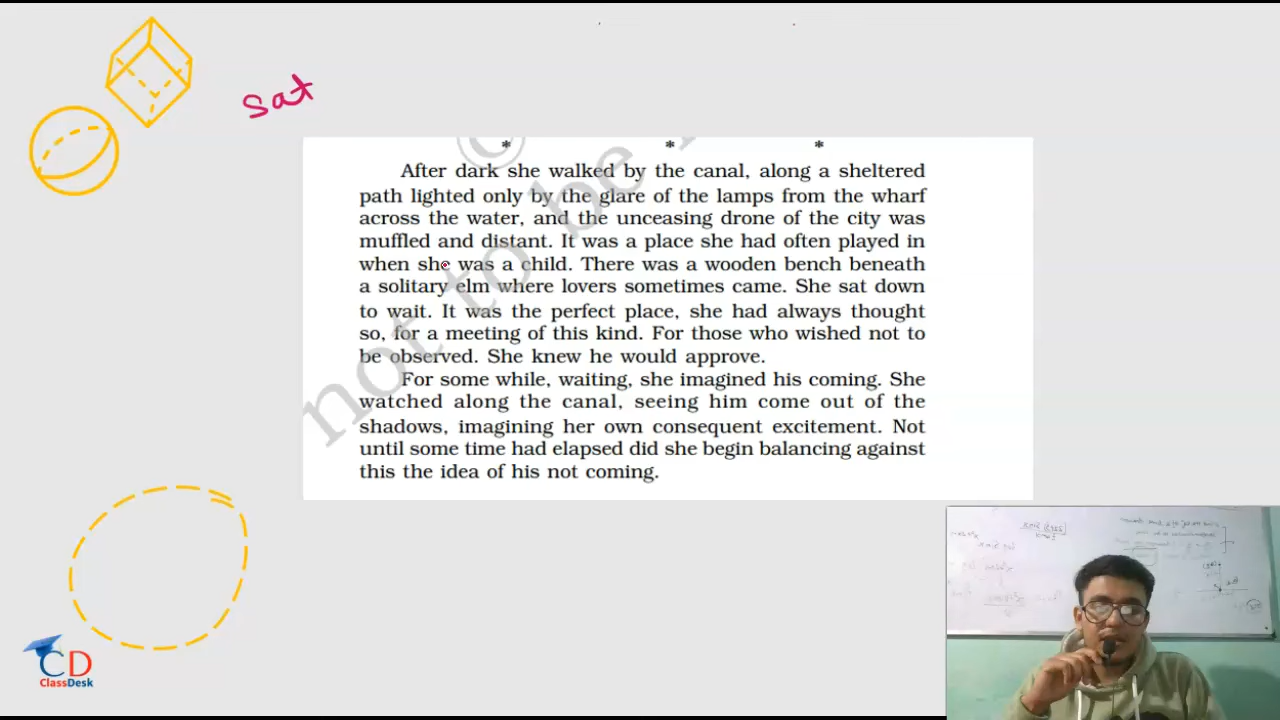 sat
* * *
After dark she walked by the canal, along a sheltered
path lighted only by the glare of the lamps from the wharf
across the water, and the unceasing drone of the city was
muffled and distant. It was a place she had often played in
when she was a child. There was a wooden bench beneath
a solitary elm where lovers sometimes came. She sat down
to wait. It was the perfect place, she had always thought
so, for a meeting of this kind. For those who wished not to
be observed. She knew he would approve.
For some while, waiting, she imagined his coming. She
watched along the canal, seeing him come out of the
shadows, imagining her own consequent excitement. Not
until some time had elapsed did she begin balancing against
this the idea of his not coming.
© not to be
CD
ClassDesk